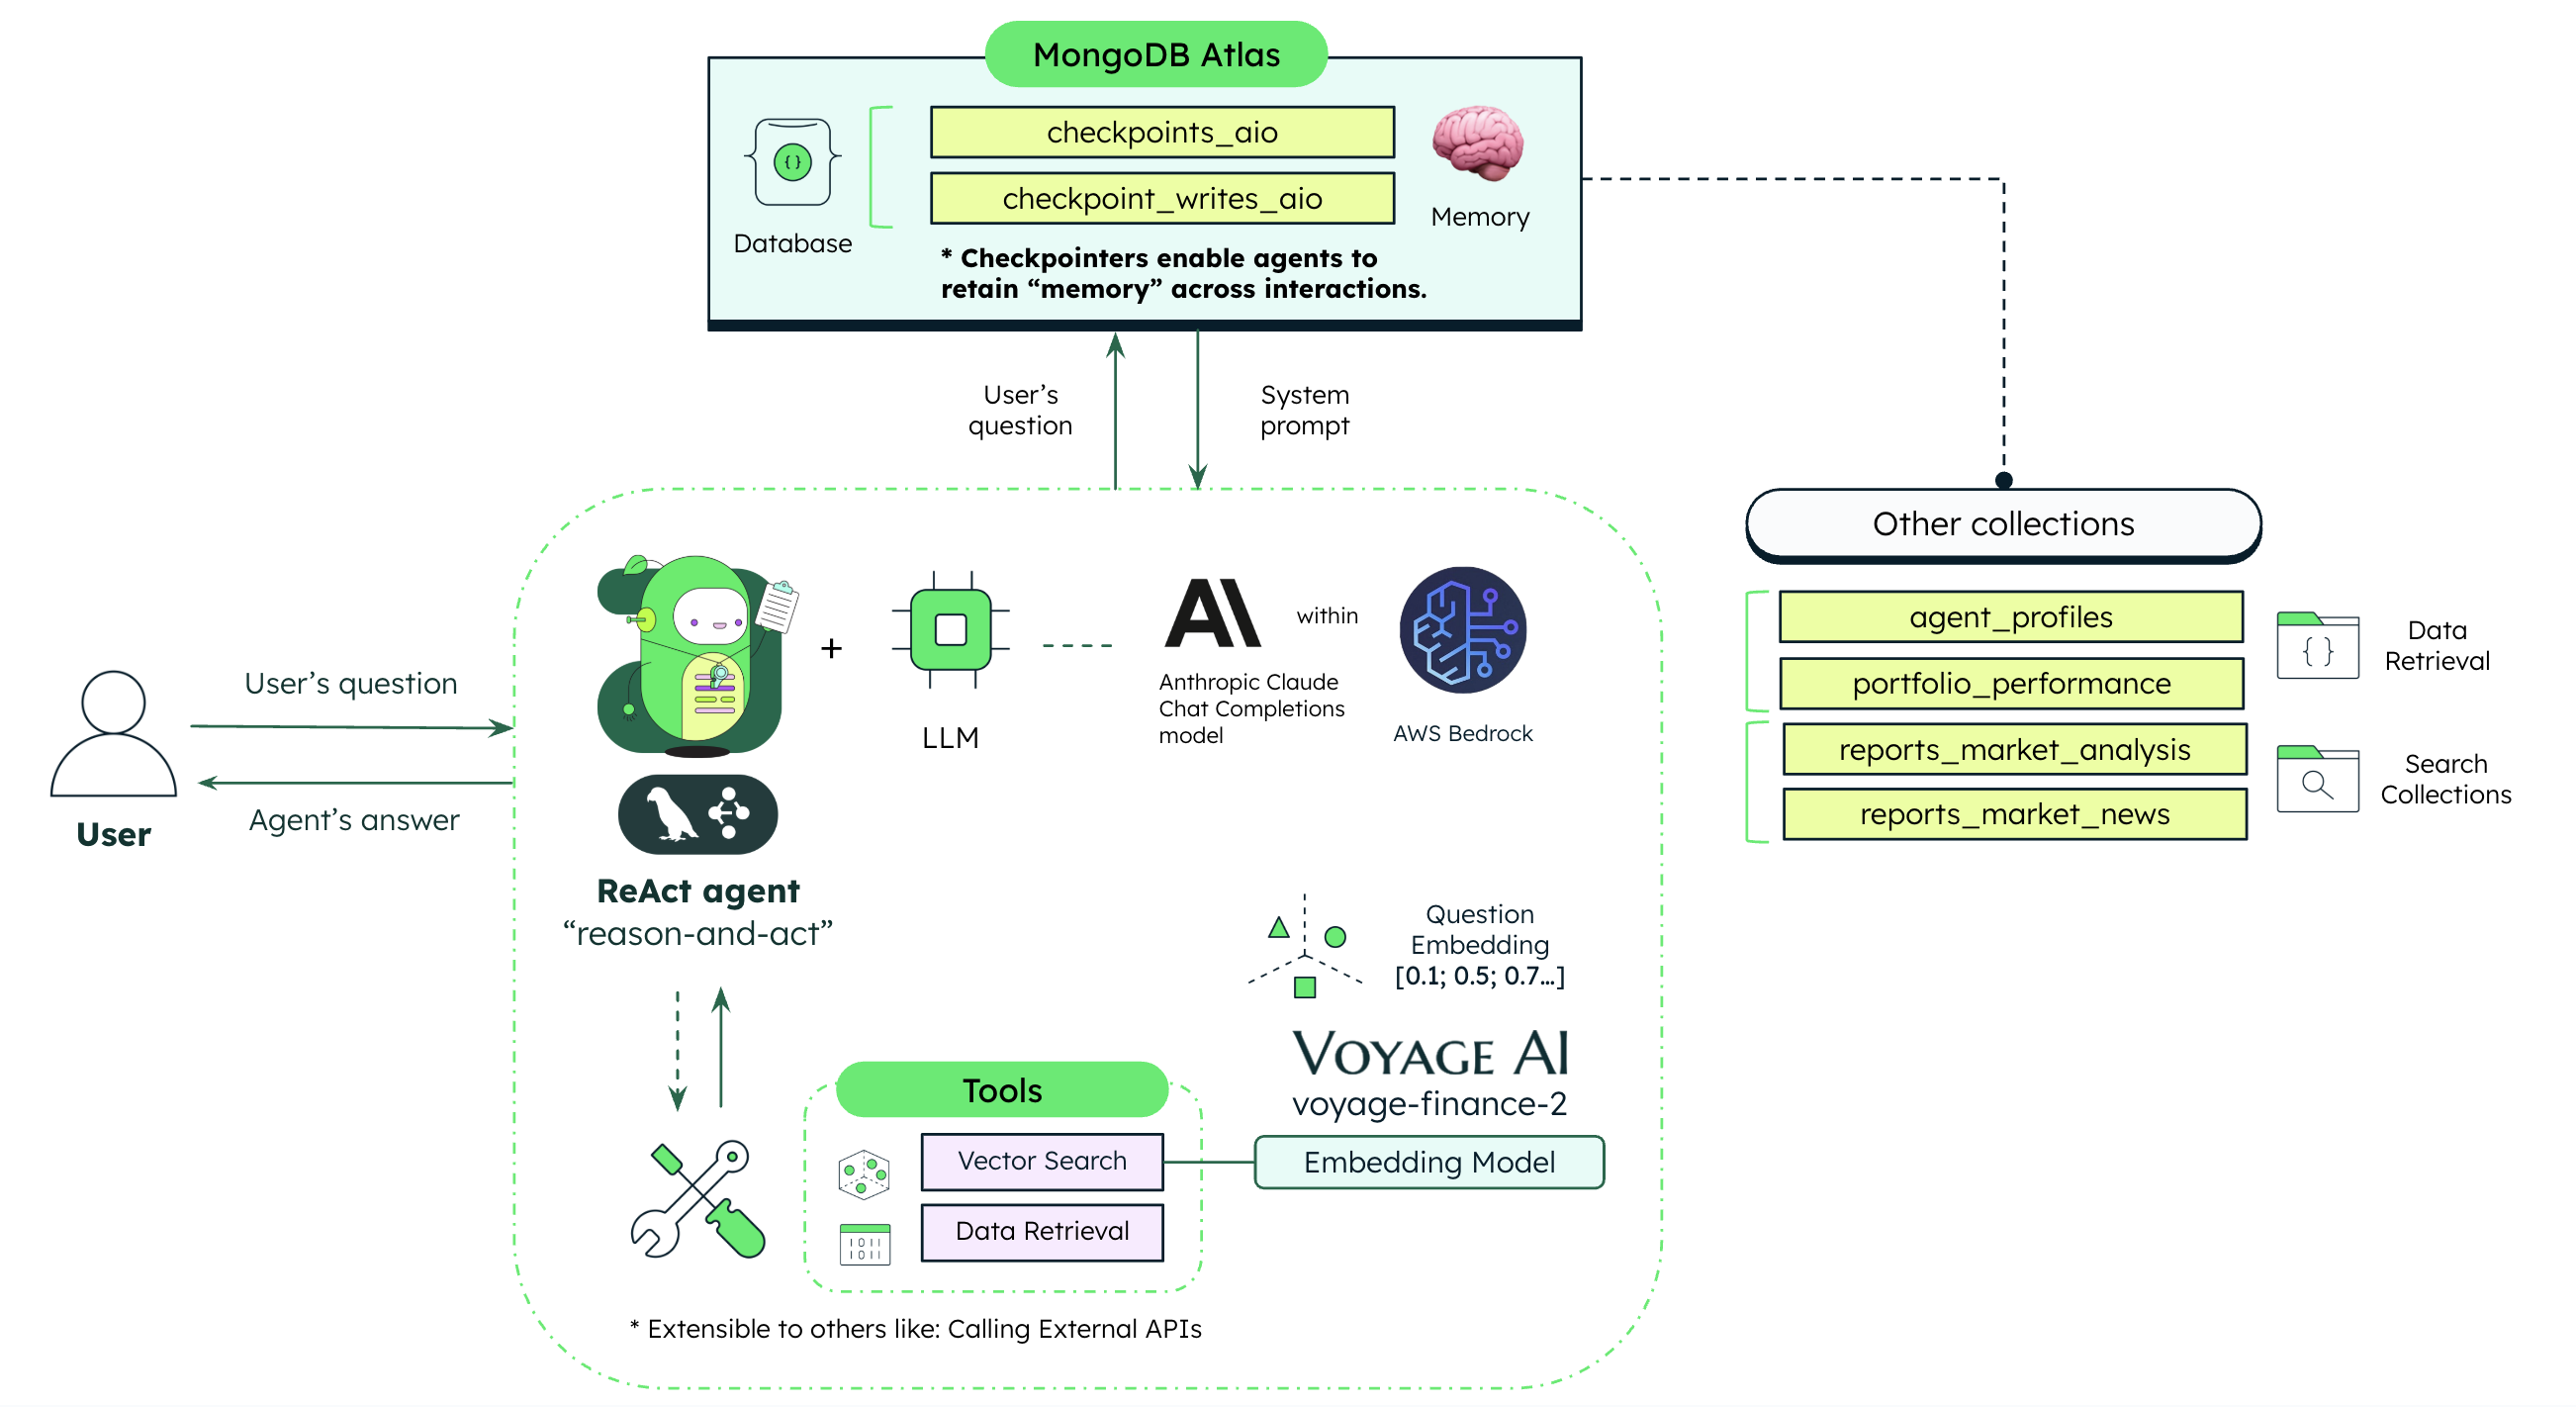 MongoDB Atlas
checkpoints_aio
checkpoint_writes_aio
Database
Memory
* Checkpointers enable agents to
retain “memory” across interactions.
User’s
question
System
prompt
Other collections
agent_profiles
portfolio_performance
reports_market_analysis
reports_market_news
Data
Retrieval
Search
Collections
User’s question
Agent’s answer
User
+
LLM
within
Anthropic Claude
Chat Completions
model
AWS Bedrock
ReAct agent
“reason-and-act”
Question
Embedding
[0.1; 0.5; 0.7...]
VOYAGE AI
voyage-finance-2
Embedding Model
Tools
Vector Search
Data Retrieval
* Extensible to others like: Calling External APIs